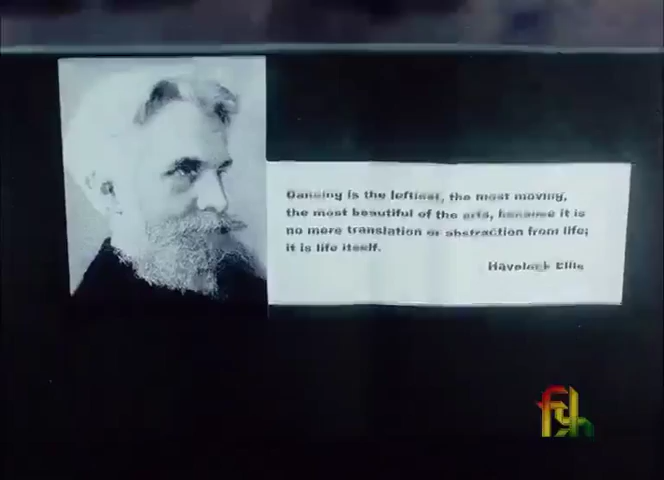 Dancing is the loftiest, the most moving,
the most beautiful of the arts, because it is
no mere translation or abstraction from life;
it is life itself.
Havelock Ellis